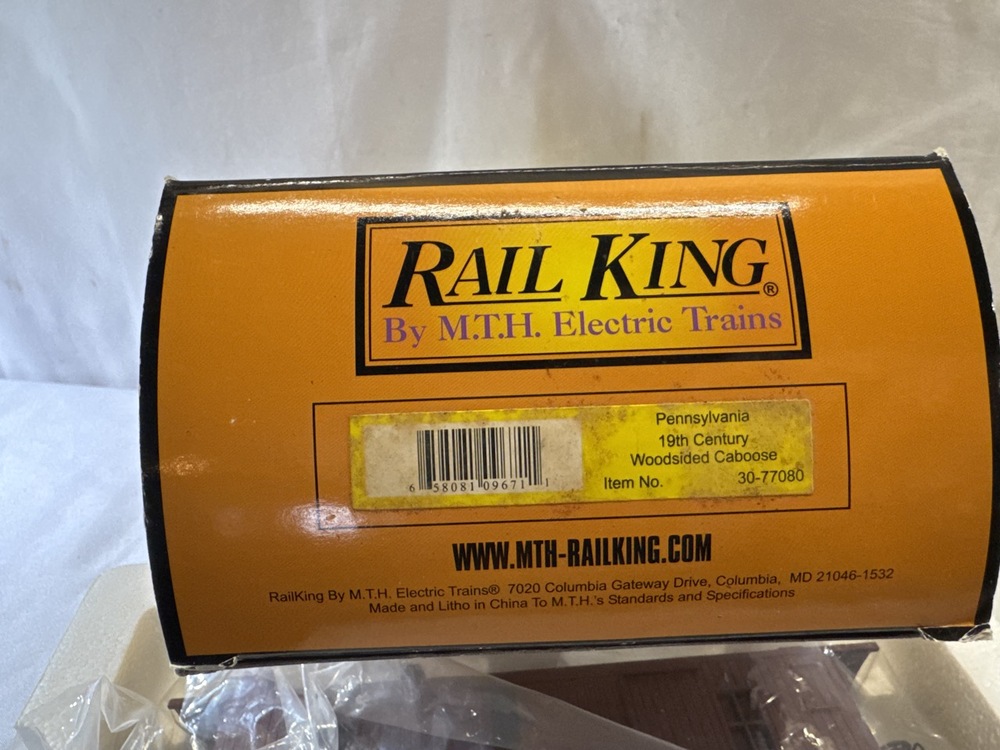 RAIL KING®
By M.T.H. Electric Trains
Pennsylvania
19th Century
Woodsided Caboose
Item No. 30-77080
6 58081 09671 1
WWW.MTH-RAILKING.COM
RailKing By M.T.H. Electric Trains® 7020 Columbia Gateway Drive, Columbia, MD 21046-1532
Made and Litho in China To M.T.H.'s Standards and Specifications